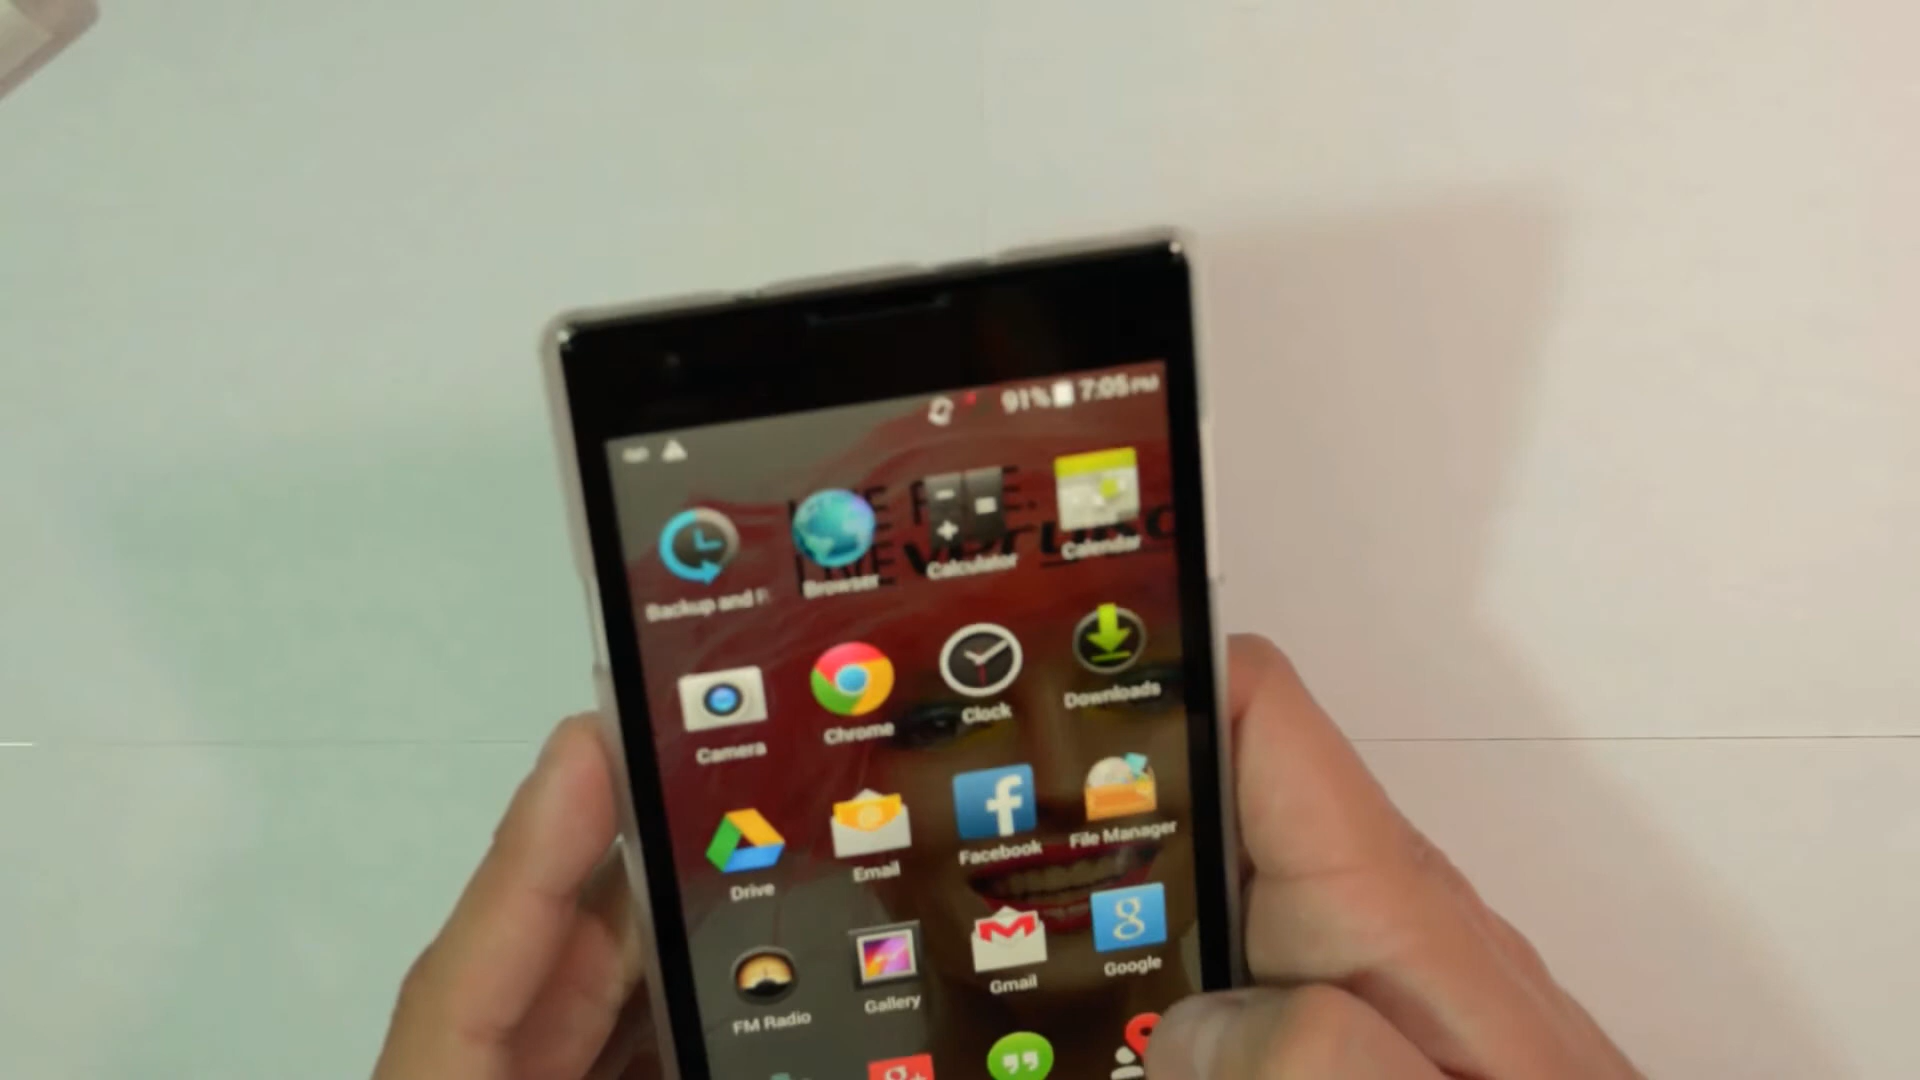 91% 7:05 PM
Backup and R
Browser
Calculator
Calendar
Camera
Chrome
Clock
Downloads
Drive
Email
Facebook
File Manager
FM Radio
Gallery
Gmail
Google